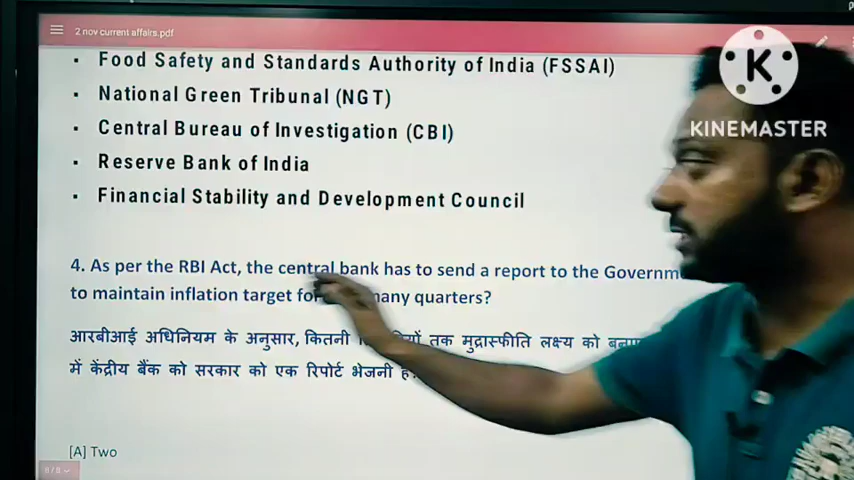 2 nov current affairs.pdf
K
KINEMASTER
Food Safety and Standards Authority of India (FSSAI)
National Green Tribunal (NGT)
Central Bureau of Investigation (CBI)
Reserve Bank of India
Financial Stability and Development Council
4. As per the RBI Act, the central bank has to send a report to the
to maintain inflation target for many quarters?
आरबीआई अधिनियम के अनुसार, कितनी तक मुद्रास्फीति लक्ष्य को
में केंद्रीय बैंक को सरकार को एक रिपोर्ट भेजनी
[A] Two
8 / 8